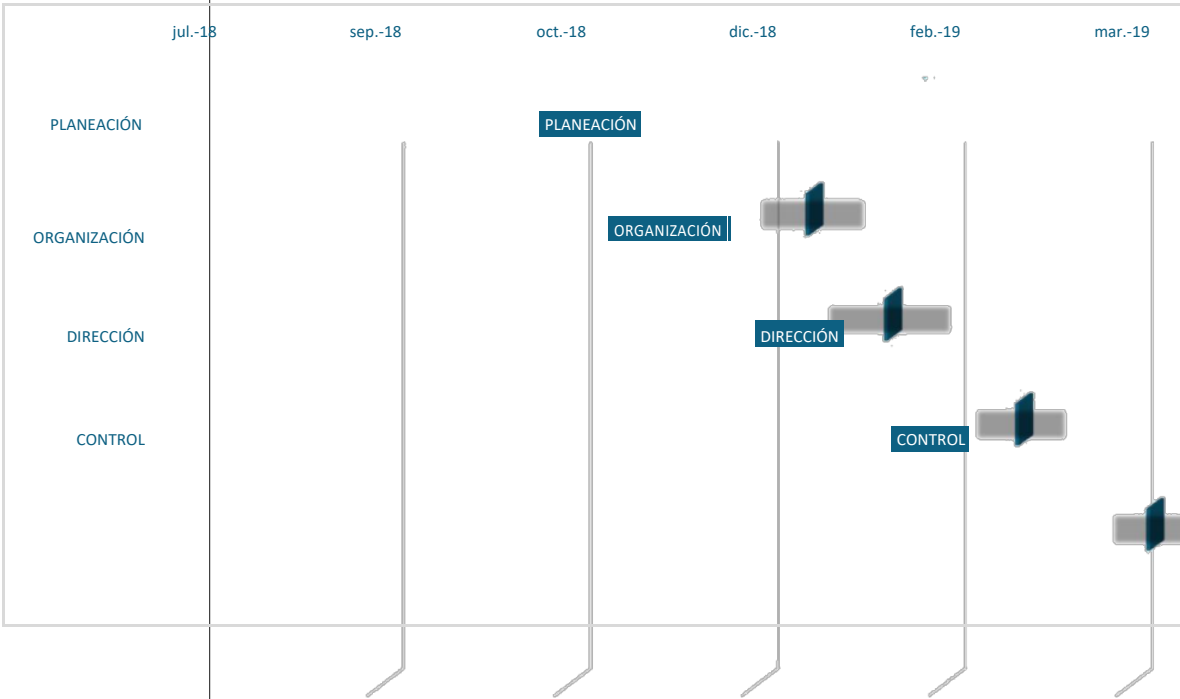 jul.-18 sep.-18 oct.-18 dic.-18 feb.-19 mar.-19
PLANEACIÓN PLANEACIÓN
ORGANIZACIÓN ORGANIZACIÓN
DIRECCIÓN DIRECCIÓN
CONTROL CONTROL